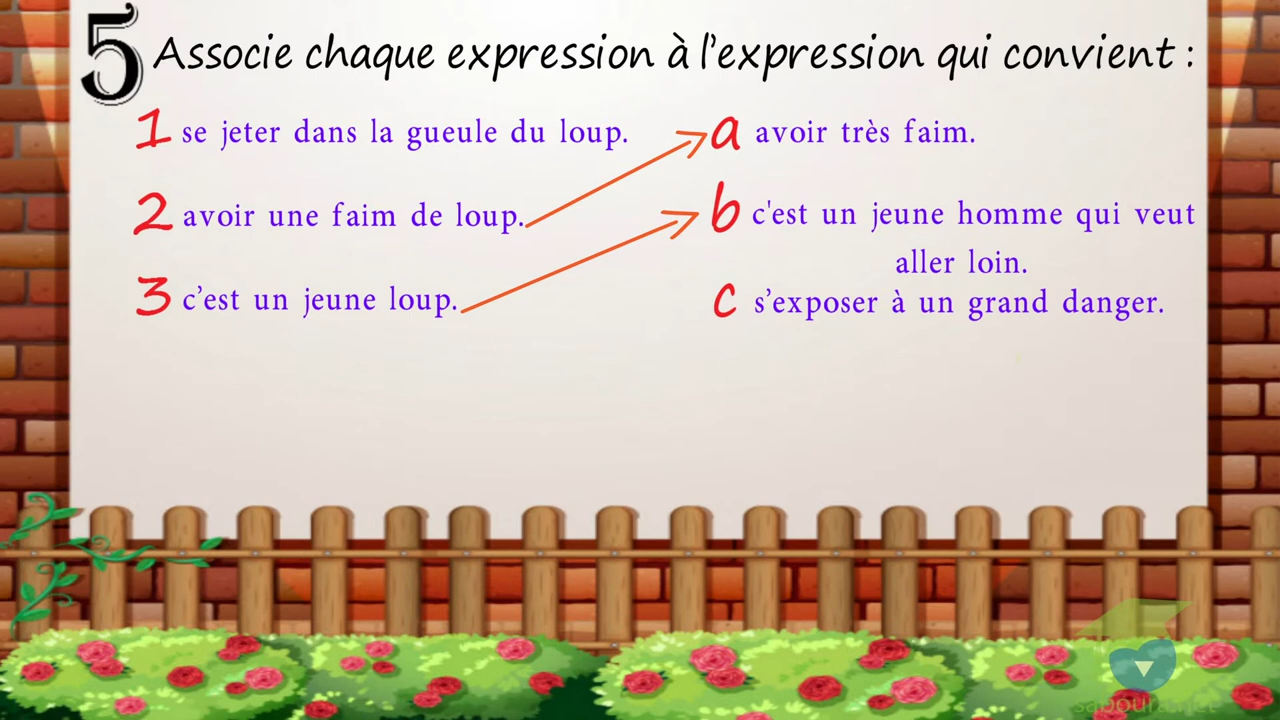 5 Associe chaque expression à l'expression qui convient :
1 se jeter dans la gueule du loup.
a avoir très faim.
2 avoir une faim de loup.
b c'est un jeune homme qui veut
aller loin.
3 c'est un jeune loup.
c s'exposer à un grand danger.